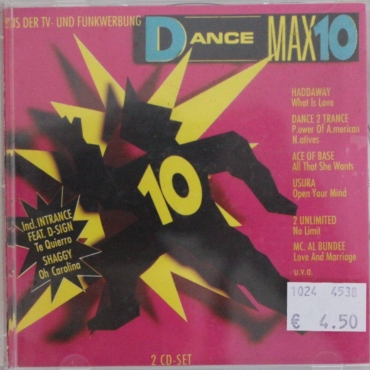 AUS DER TV- UND FUNKWERBUNG
DANCE MAX10
HADDAWAY
What Is Love
DANCE 2 TRANCE
P.ower Of A.merican
N.atives
ACE OF BASE
All That She Wants
USURA
Open Your Mind
2 UNLIMITED
No Limit
MC. AL BUNDEE
Love And Marriage
u.v.a.
10
Incl. INTRANCE
FEAT. D-SIGN
Te Quierro
SHAGGY
Oh Carolina
1024 4538
€ 4.50
2 CD-SET